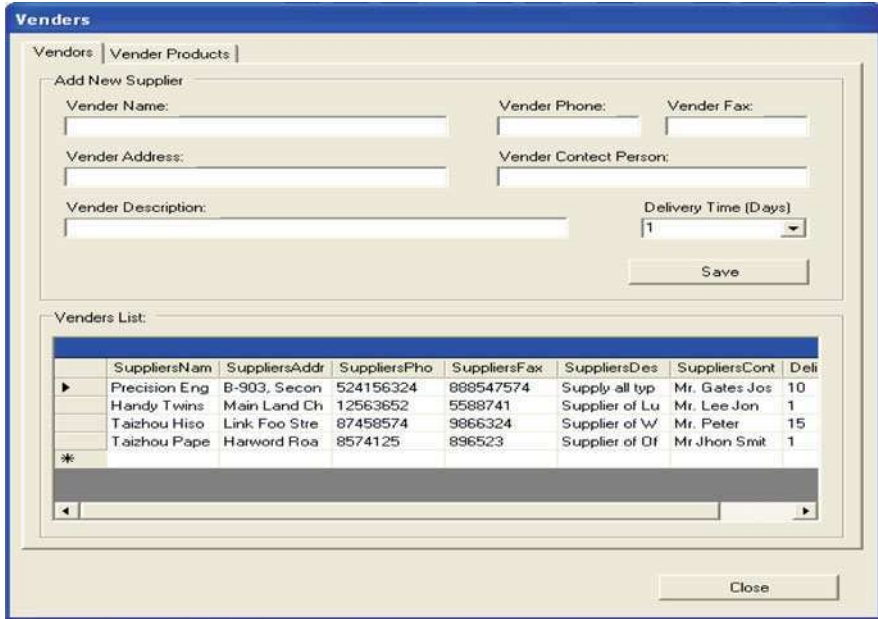 Venders
Vendors Vender Products
Add New Supplier
Vender Name: Vender Phone: Vender Fax:
Vender Address: Vender Contect Person:
Vender Description: Delivery Time (Days)
1
Save
Venders List:
SuppliersNam SuppliersAddr SuppliersPho SuppliersFax SuppliersDes SuppliersCont Deli
Precision Eng B-903, Secon 524156324 888547574 Supply all typ Mr. Gates Jos 10
Handy Twins Main Land Ch 12563652 5588741 Supplier of Lu Mr. Lee Jon 1
Taizhou Hiso Link Foo Stre 87458574 9866324 Supplier of W Mr. Peter 15
Taizhou Pape Harword Roa 8574125 896523 Supplier of Of Mr Jhon Smit 1
Close